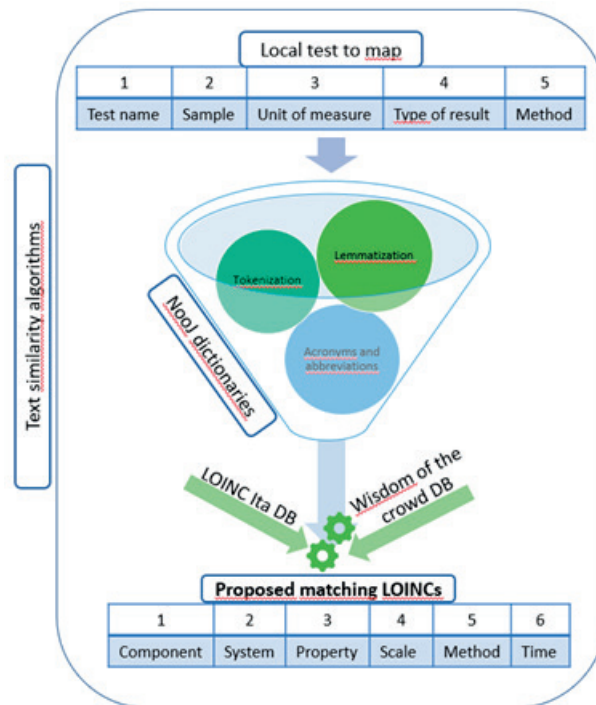 Local test to map
1 2 3 4 5
Test name Sample Unit of measure Type of result Method
Text similarity algorithms
Lemmatization
Tokenization
Acronyms and
abbreviations
NooJ dictionaries
LOINC Ita DB
Wisdom of the
crowd DB
Proposed matching LOINCs
1 2 3 4 5 6
Component System Property Scale Method Time